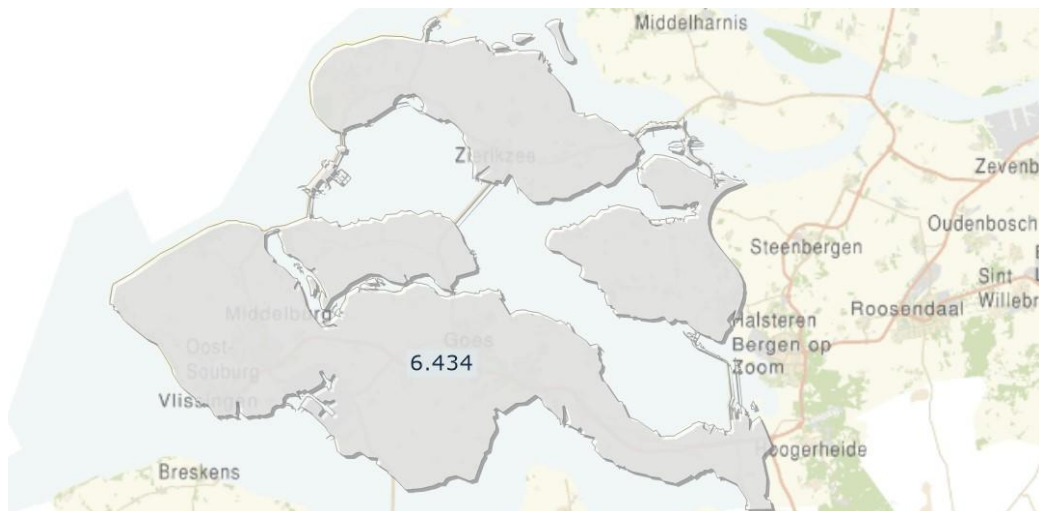 Middelharnis
Zierikzee
Zevenb
Oudenbosch
Steenbergen
Sint
Willebr
Roosendaal
Middelburg
Halsteren
Bergen op
Zoom
Goes
Oost-
Souburg
6.434
Vlissingen
Hoogerheide
Breskens